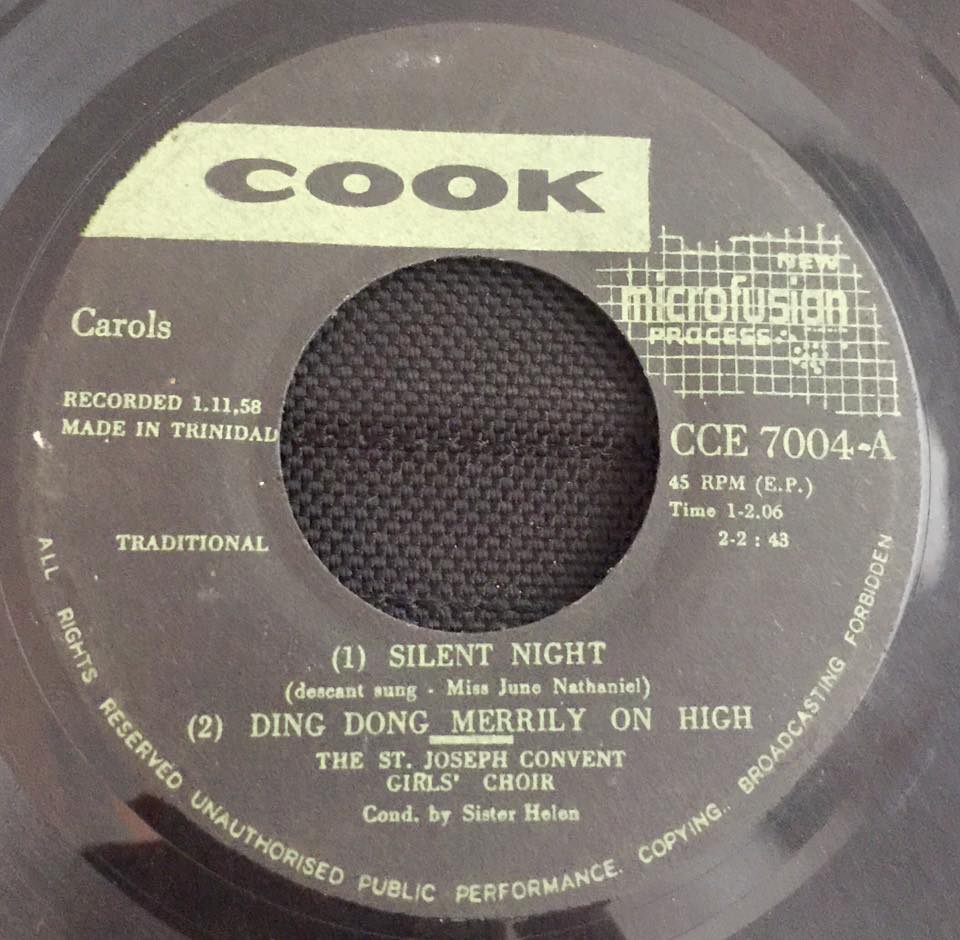 COOK
NEW
microfusion
PROCESS
Carols
RECORDED 1.11,58
MADE IN TRINIDAD
CCE 7004-A
45 RPM (E.P.)
Time 1-2.06
2-2 : 43
TRADITIONAL
(1) SILENT NIGHT
(descant sung - Miss June Nathaniel)
(2) DING DONG MERRILY ON HIGH
THE ST. JOSEPH CONVENT
GIRLS' CHOIR
Cond. by Sister Helen
ALL RIGHTS RESERVED UNAUTHORISED PUBLIC PERFORMANCE. COPYING.. BROADCASTING FORBIDDEN